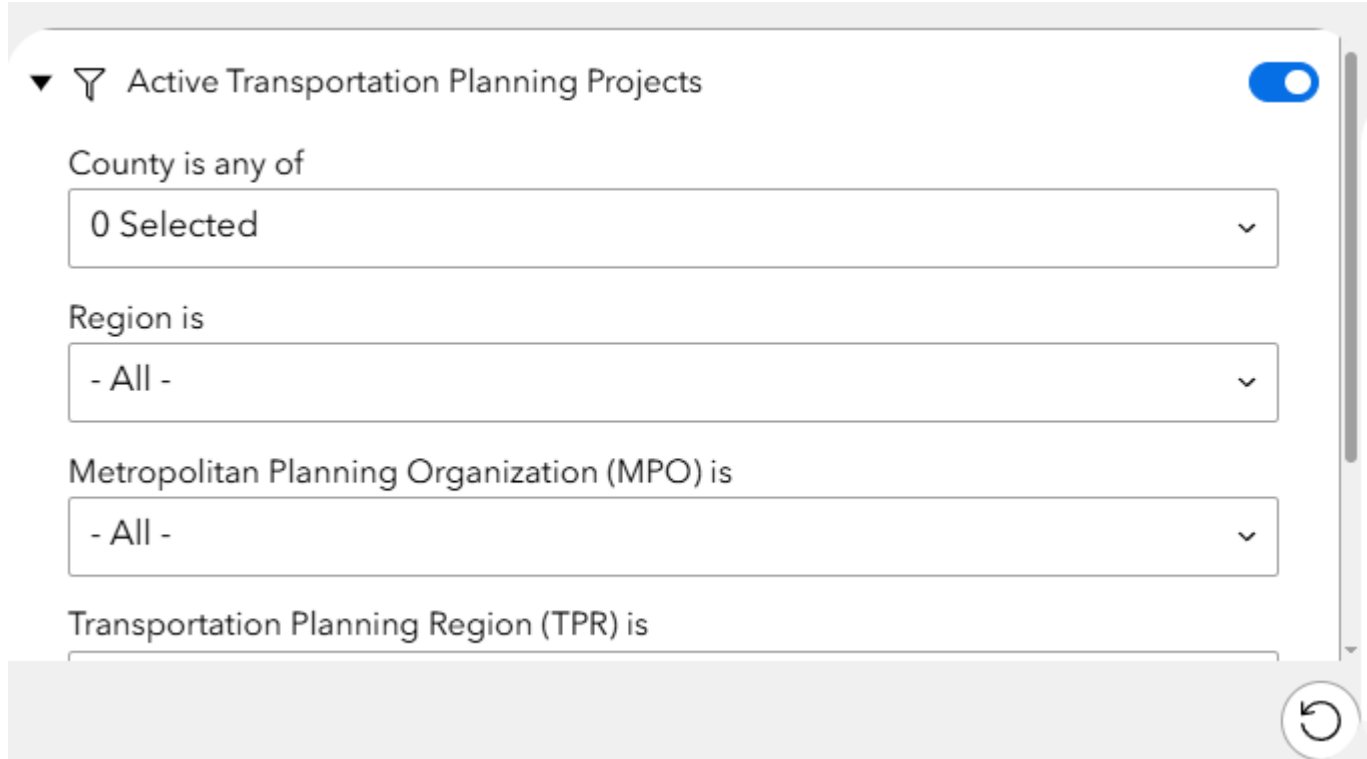 Active Transportation Planning Projects
County is any of
0 Selected
Region is
- All -
Metropolitan Planning Organization (MPO) is
- All -
Transportation Planning Region (TPR) is